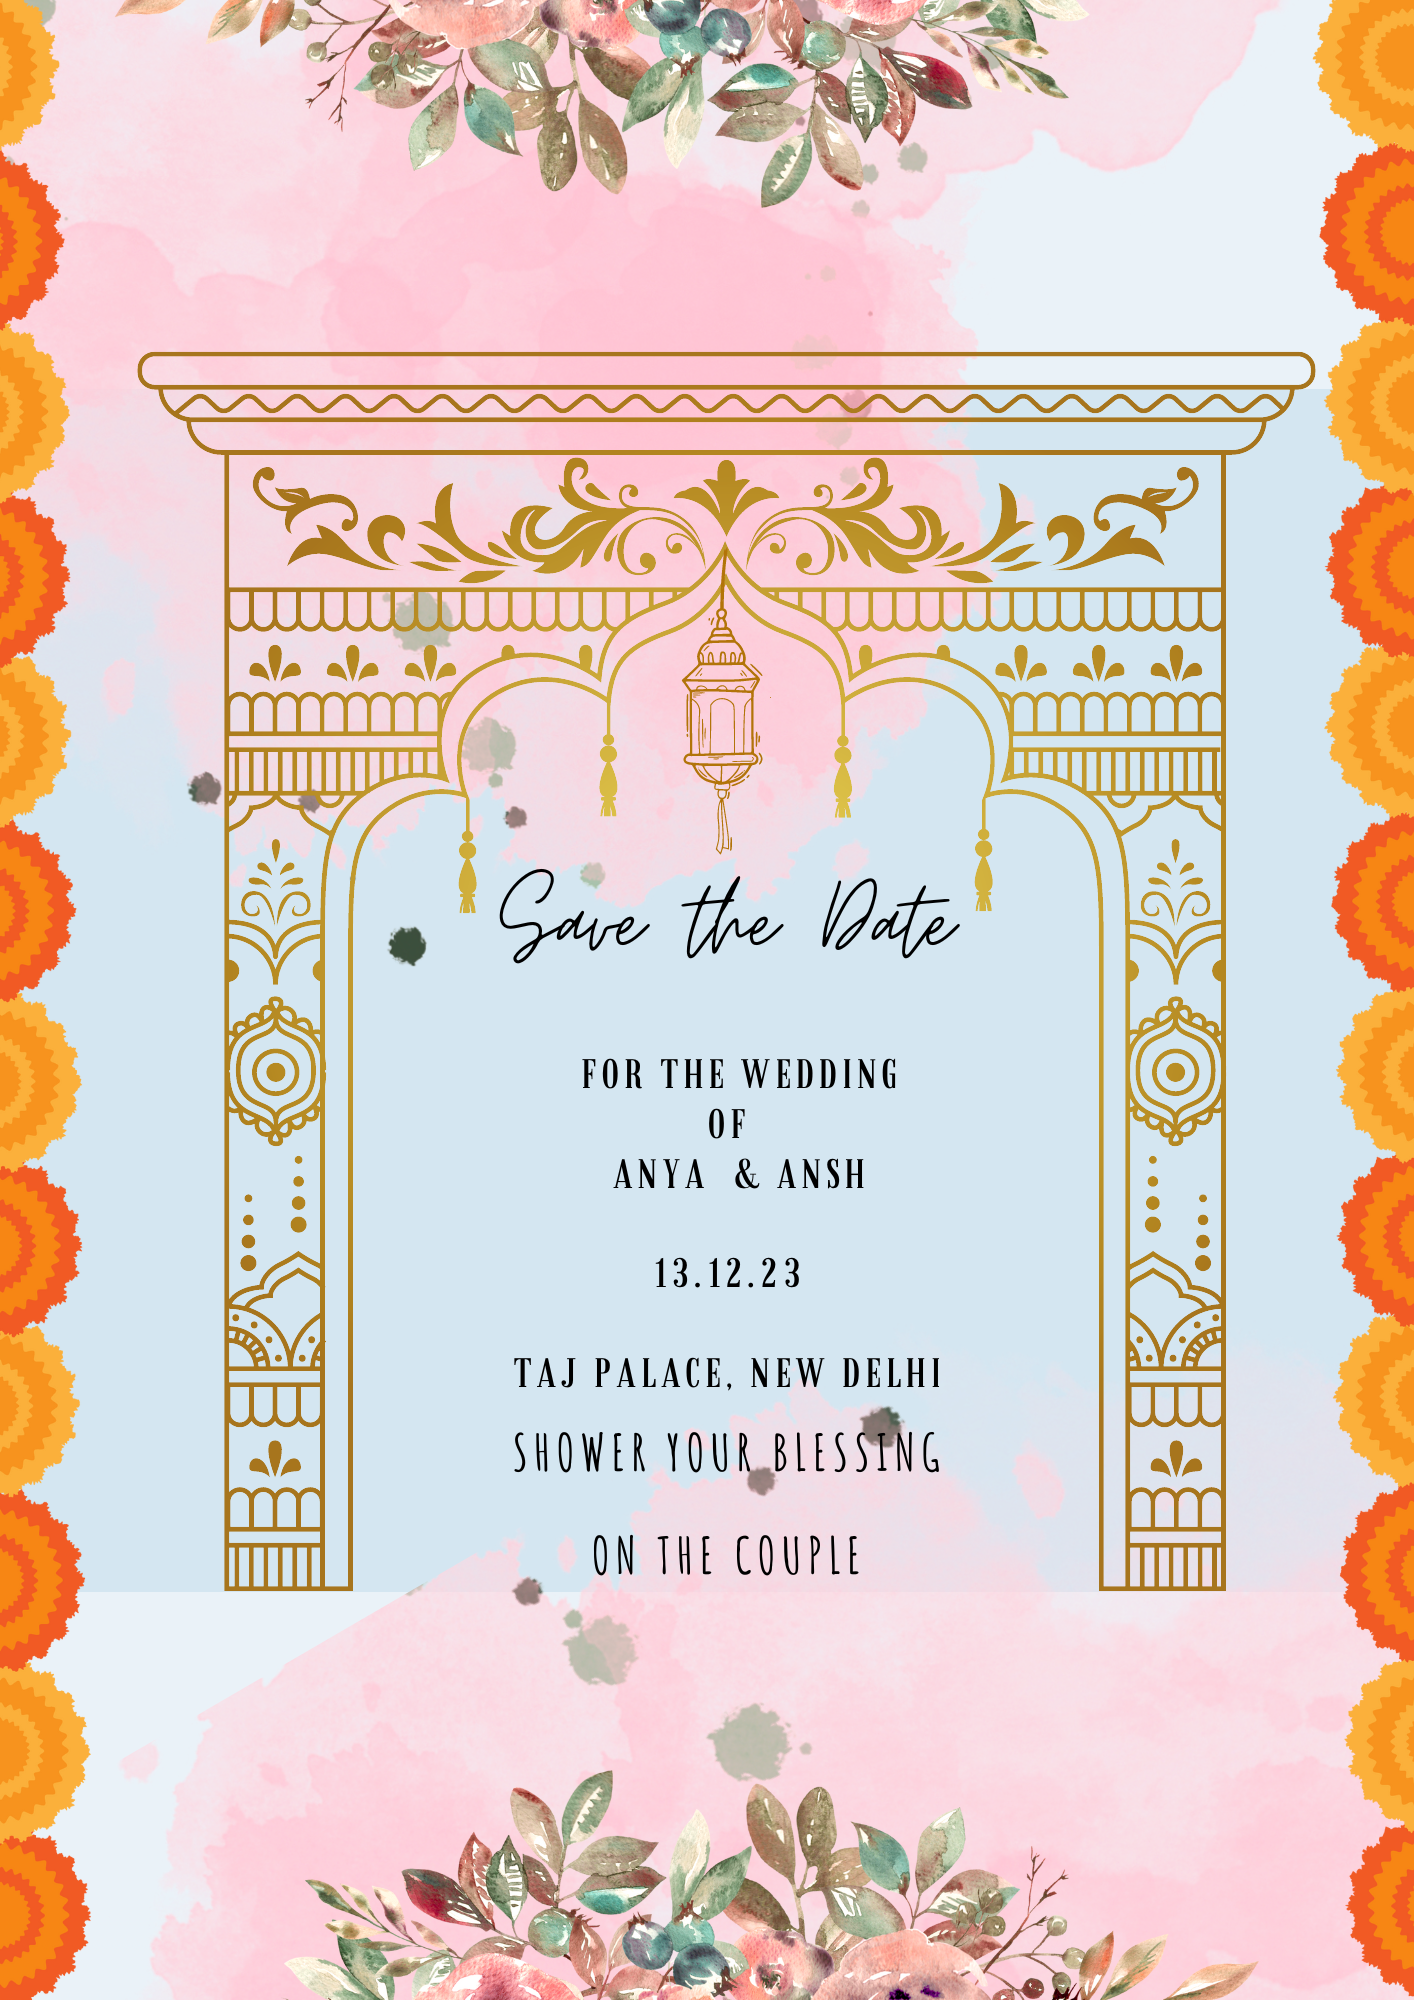 Save the Date
FOR THE WEDDING
OF
ANYA & ANSH
13.12.23
TAJ PALACE, NEW DELHI
SHOWER YOUR BLESSING
ON THE COUPLE